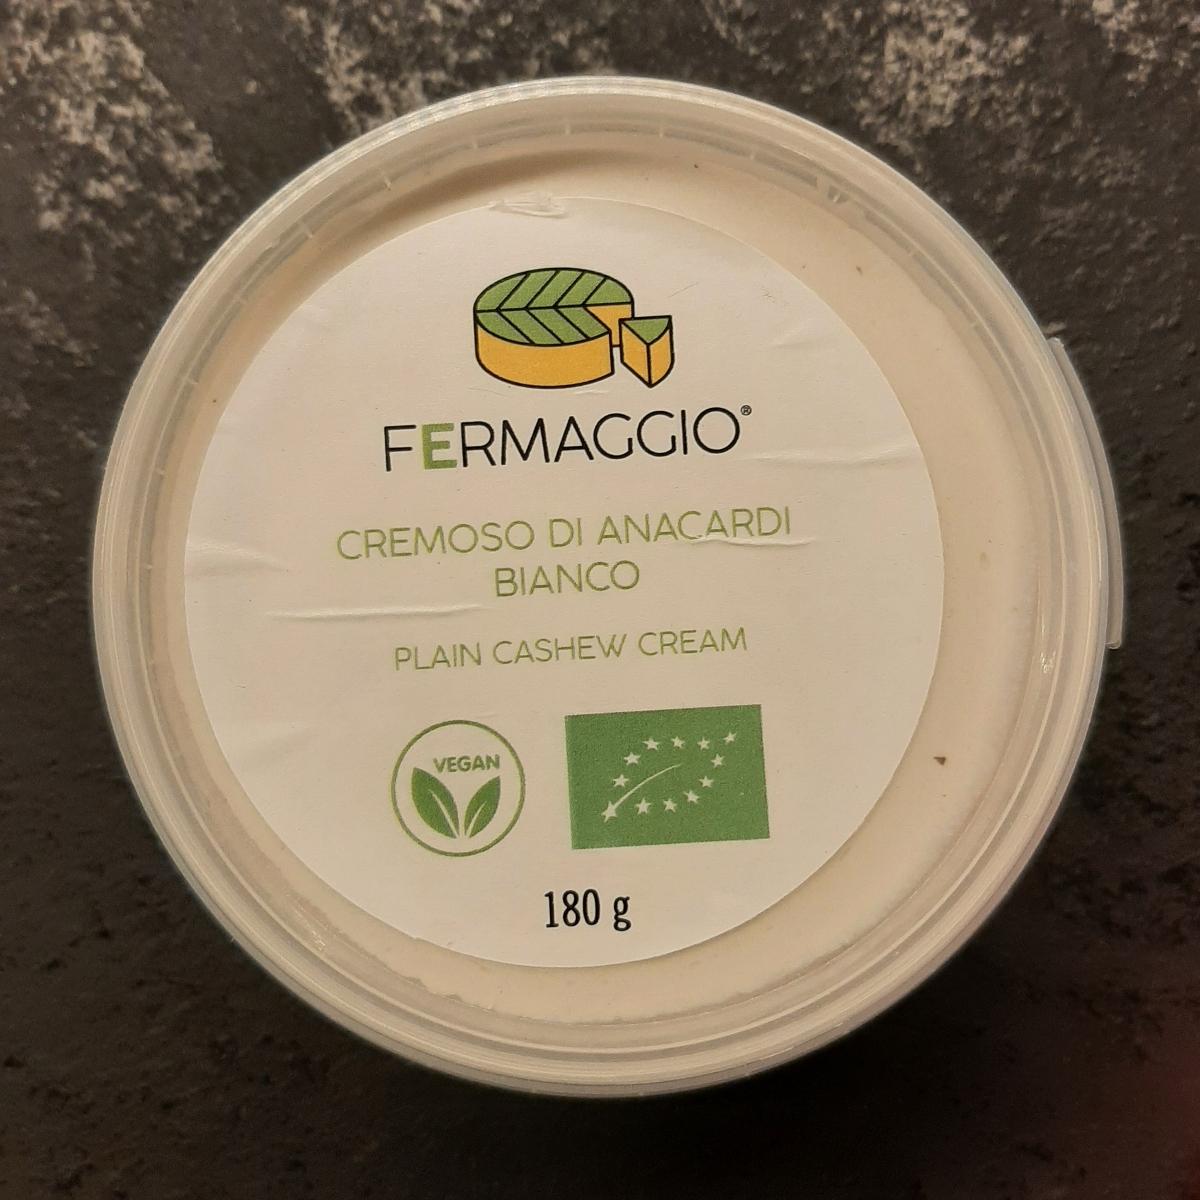 FERMAGGIO®
CREMOSO DI ANACARDI
BIANCO
PLAIN CASHEW CREAM
VEGAN
180 g